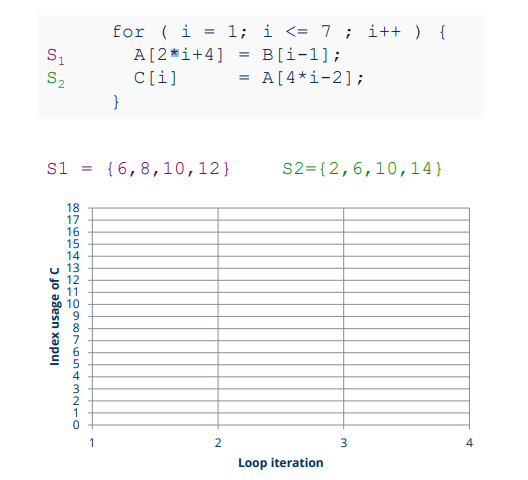 for ( i = 1; i <= 7 ; i++ ) {
S1 A[2*i+4] = B[i-1];
S2 C[i] = A[4*i-2];
}
S1 = {6,8,10,12} S2={2,6,10,14}
18
17
16
15
14
13
12
11
10
9
8
7
6
5
4
3
2
1
0
Index usage of C
1 2 3 4
Loop iteration